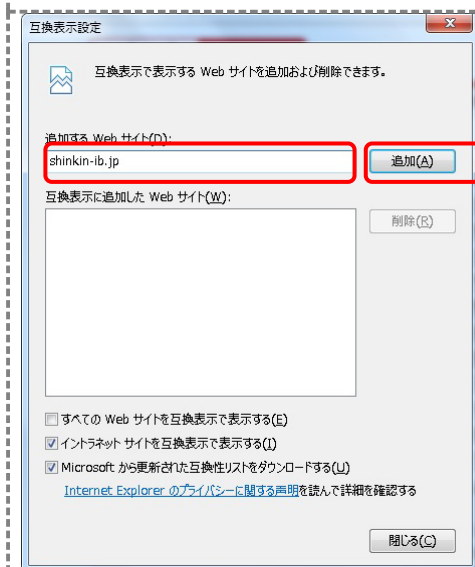 互換表示設定
互換表示で表示する Web サイトを追加および削除できます。
追加する Web サイト(D):
shinkin-ib.jp
追加(A)
互換表示に追加した Web サイト(W):
削除(R)
すべての Web サイトを互換表示で表示する(E)
イントラネット サイトを互換表示で表示する(I)
Microsoft から更新された互換性リストをダウンロードする(U)
Internet Explorer のプライバシーに関する声明を読んで詳細を確認する
閉じる(C)